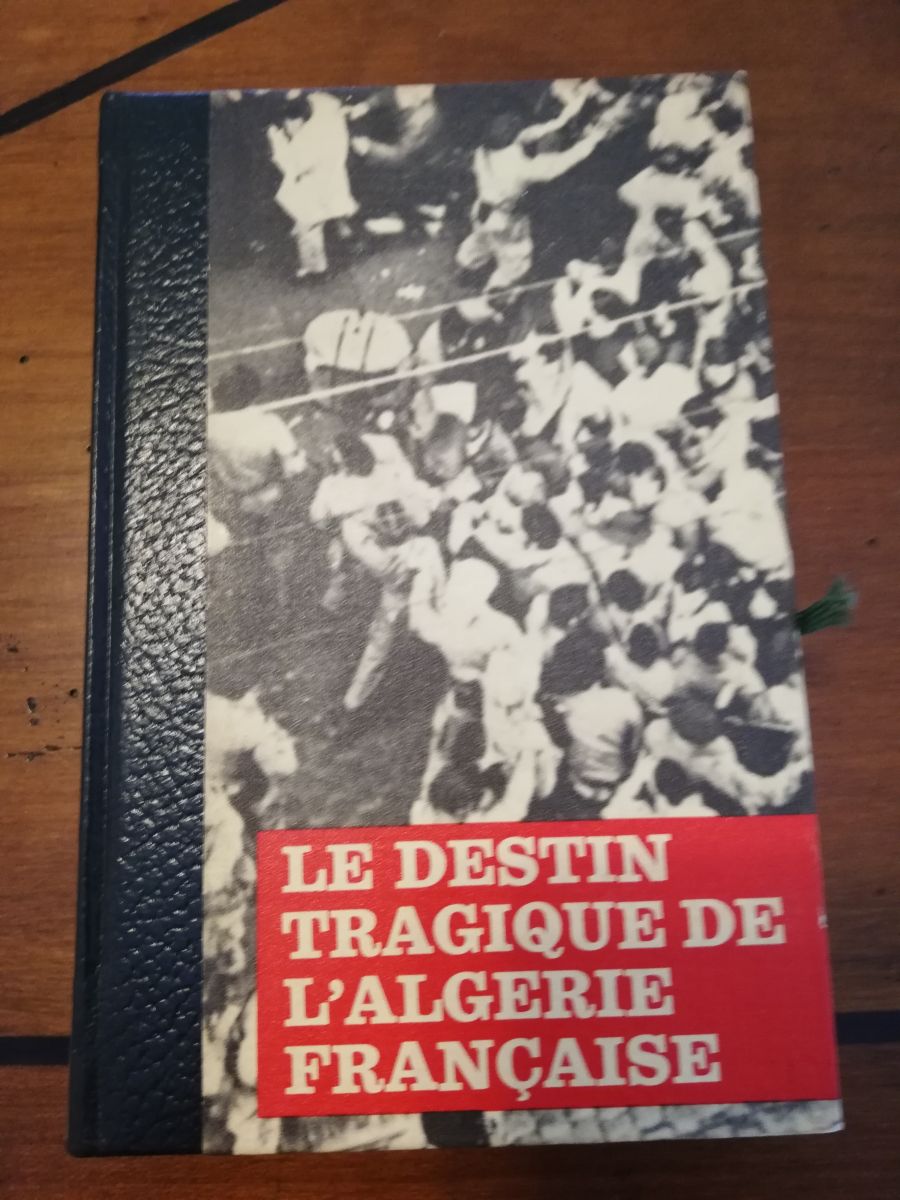 LE DESTIN
TRAGIQUE DE
L'ALGERIE
FRANÇAISE